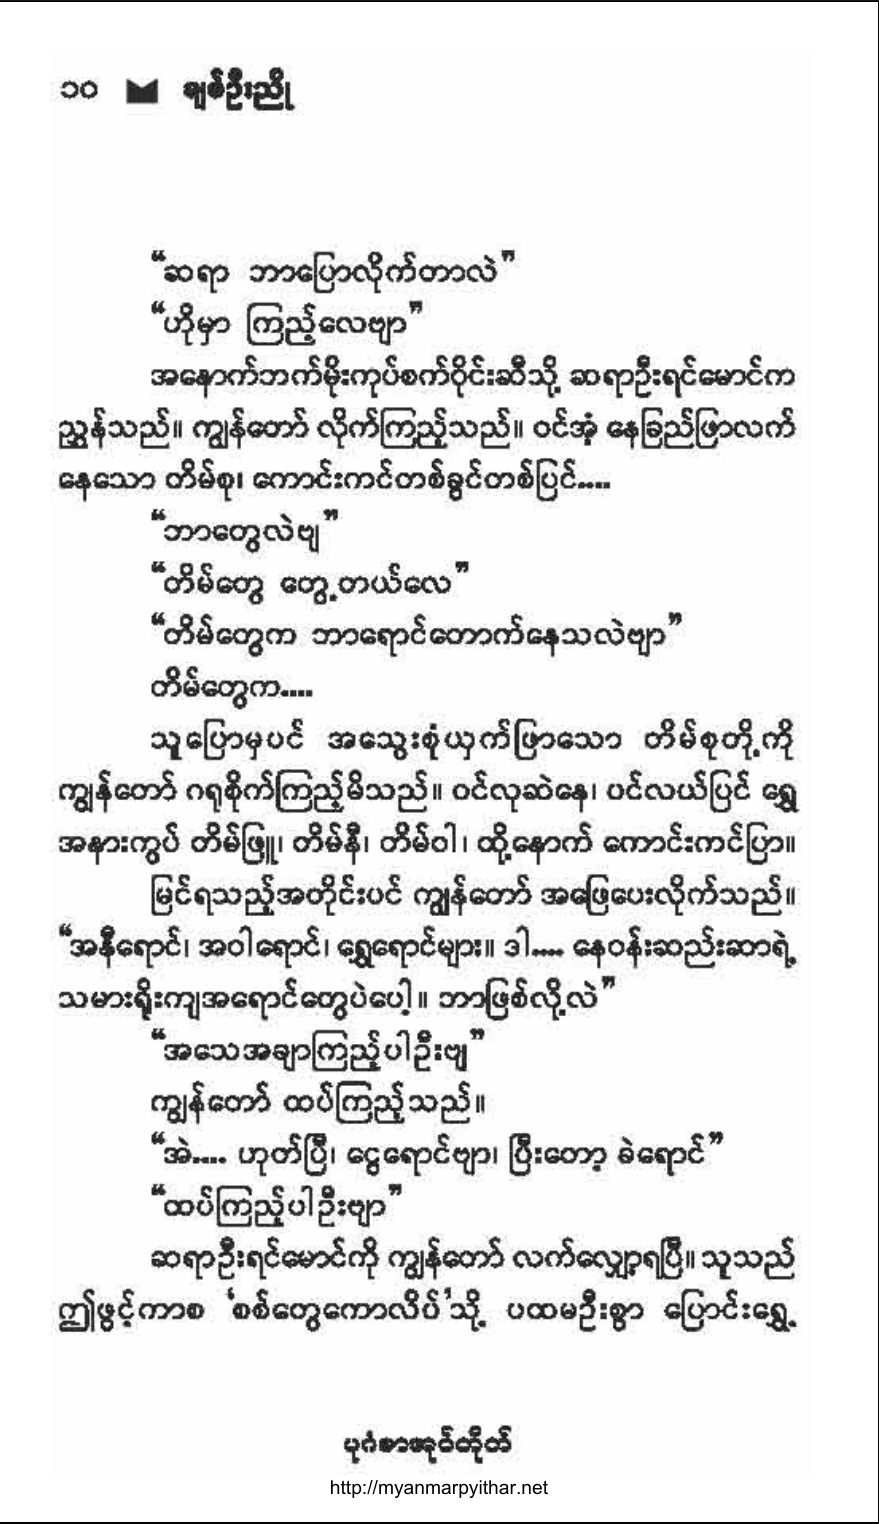 ၁၀ ချစ်ဦးညို
“ဆရာ ဘာပြောလိုက်တာလဲ”
“ဟိုမှာ ကြည့်လေဗျာ”
အနောက်ဘက်မိုးကုပ်စက်ဝိုင်းဆီသို့ ဆရာဦးရင်မောင်က
ညွှန်သည်။ ကျွန်တော် လိုက်ကြည့်သည်။ ဝင်အံ့ နေခြည်ဖြာလက်
နေသော တိမ်စု၊ ကောင်းကင်တစ်ခွင်တစ်ပြင်....
“ဘာတွေလဲဗျ”
“တိမ်တွေ တွေ့တယ်လေ”
“တိမ်တွေက ဘာရောင်တောက်နေသလဲဗျာ”
တိမ်တွေက....
သူပြောမှပင် အသွေးစုံယှက်ဖြာသော တိမ်စုတို့ကို
ကျွန်တော် ဂရုစိုက်ကြည့်မိသည်။ ဝင်လုဆဲနေ၊ ပင်လယ်ပြင် ရွှေ
အနားကွပ် တိမ်ဖြူ၊ တိမ်နီ၊ တိမ်ဝါ၊ ထို့နောက် ကောင်းကင်ပြာ။
မြင်ရသည့်အတိုင်းပင် ကျွန်တော် အဖြေပေးလိုက်သည်။
“အနီရောင်၊ အဝါရောင်၊ ရွှေရောင်များ။ ဒါ.... နေဝန်းဆည်းဆာရဲ့
သမားရိုးကျအရောင်တွေပဲပေါ့။ ဘာဖြစ်လို့လဲ”
“အသေအချာကြည့်ပါဦးဗျ”
ကျွန်တော် ထပ်ကြည့်သည်။
“အဲ.... ဟုတ်ပြီ၊ ငွေရောင်ဗျာ၊ ပြီးတော့ ခဲရောင်”
“ထပ်ကြည့်ပါဦးဗျာ”
ဆရာဦးရင်မောင်ကို ကျွန်တော် လက်လျှော့ရပြီ။ သူသည်
ဤဖွင့်ကာစ ‘စစ်တွေကောလိပ်’သို့ ပထမဦးစွာ ပြောင်းရွှေ့
ပုဂံစာအုပ်တိုက်
http://myanmarpyithar.net